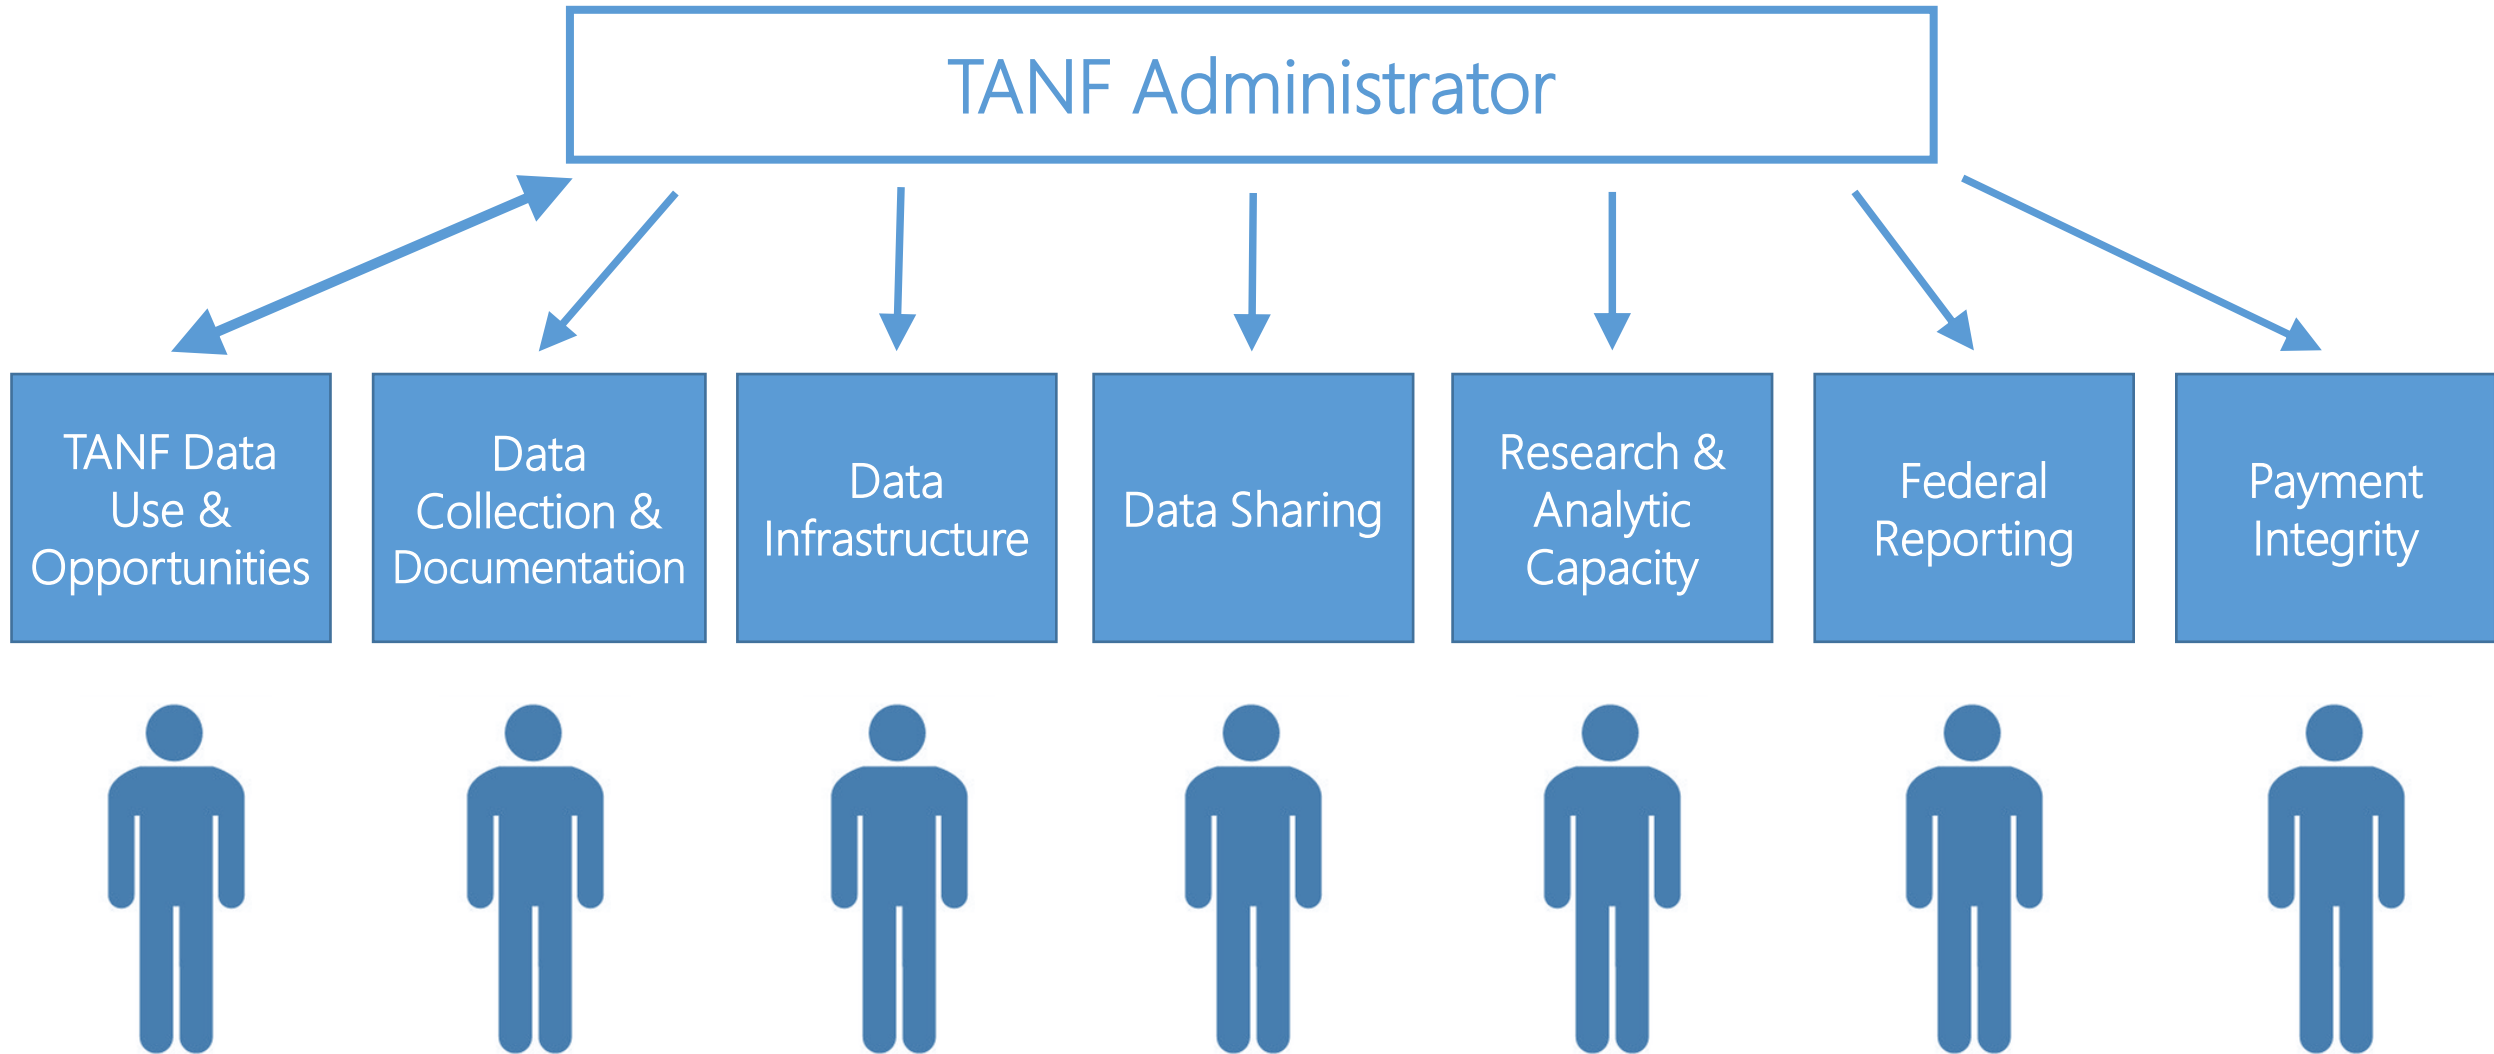 TANF Administrator
TANF Data
Use &
Opportunities
Data
Collection &
Documentation
Data
Infrastructure
Data Sharing
Research &
Analytic
Capacity
Federal
Reporting
Payment
Integrity